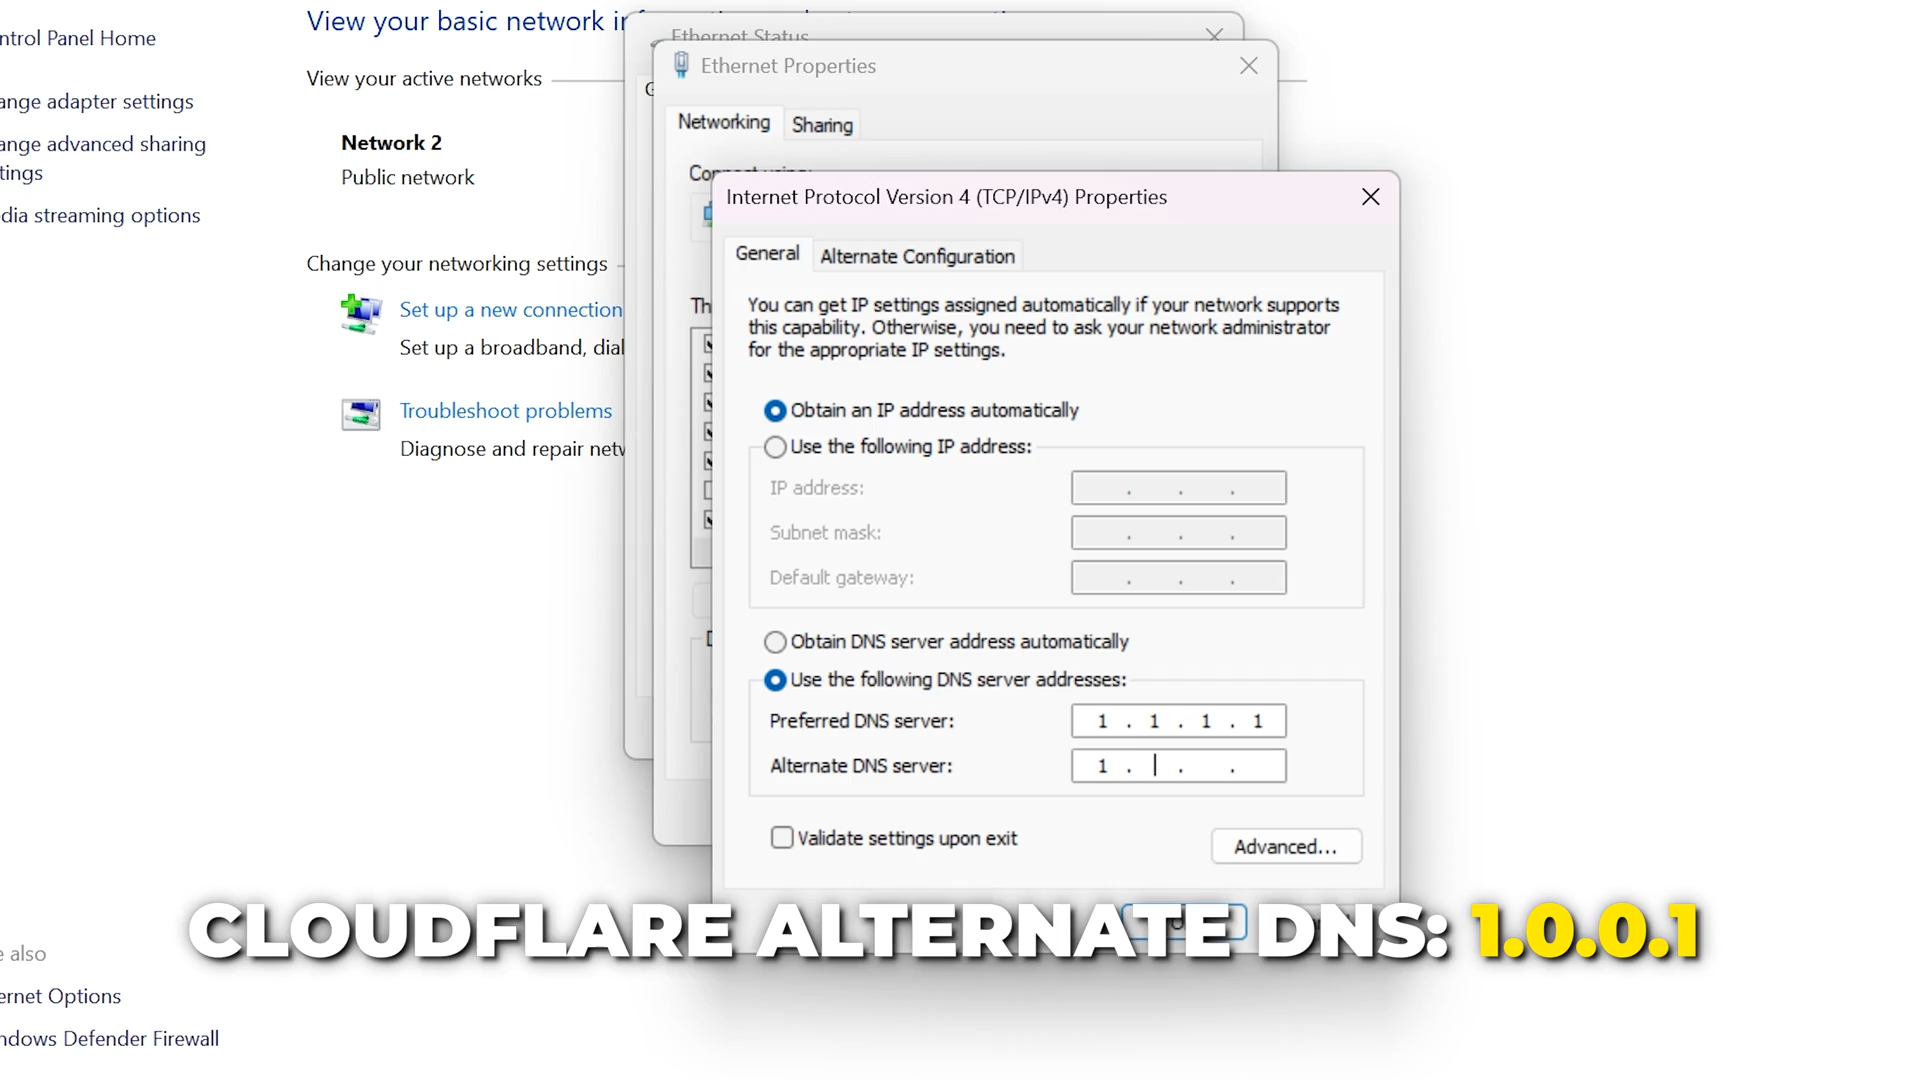 ntrol Panel Home
ange adapter settings
ange advanced sharing
tings
dia streaming options
View your basic network
View your active networks
Network 2
Public network
Change your networking settings
Set up a new connection
Set up a broadband, dial
Troubleshoot problems
Diagnose and repair netw
e also
ernet Options
ndows Defender Firewall
Ethernet Status
Ethernet Properties
Networking
Sharing
Connect using:
Th
Internet Protocol Version 4 (TCP/IPv4) Properties
General
Alternate Configuration
You can get IP settings assigned automatically if your network supports
this capability. Otherwise, you need to ask your network administrator
for the appropriate IP settings.
Obtain an IP address automatically
Use the following IP address:
IP address: . . .
Subnet mask: . . .
Default gateway: . . .
Obtain DNS server address automatically
Use the following DNS server addresses:
Preferred DNS server: 1 . 1 . 1 . 1
Alternate DNS server: 1 . . .
Validate settings upon exit
Advanced...
CLOUDFLARE ALTERNATE DNS: 1.0.0.1